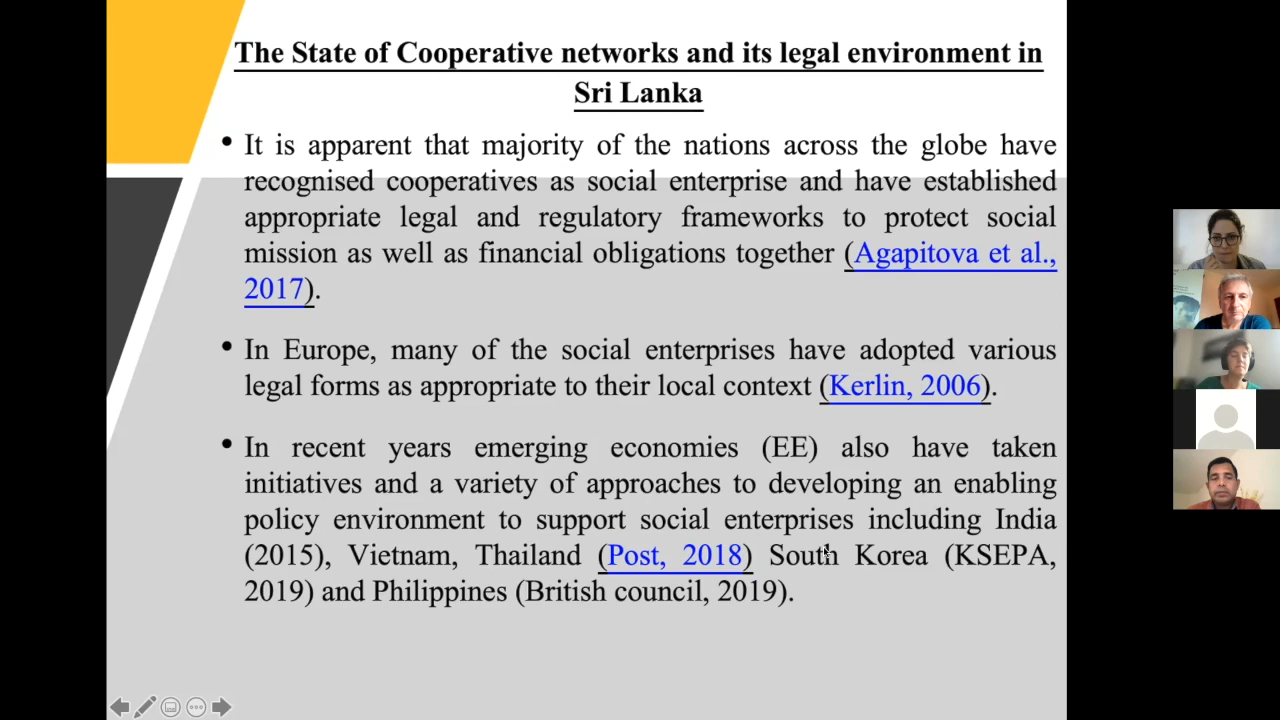 The State of Cooperative networks and its legal environment in
Sri Lanka
• It is apparent that majority of the nations across the globe have
recognised cooperatives as social enterprise and have established
appropriate legal and regulatory frameworks to protect social
mission as well as financial obligations together (Agapitova et al.,
2017).
• In Europe, many of the social enterprises have adopted various
legal forms as appropriate to their local context (Kerlin, 2006).
• In recent years emerging economies (EE) also have taken
initiatives and a variety of approaches to developing an enabling
policy environment to support social enterprises including India
(2015), Vietnam, Thailand (Post, 2018) South Korea (KSEPA,
2019) and Philippines (British council, 2019).